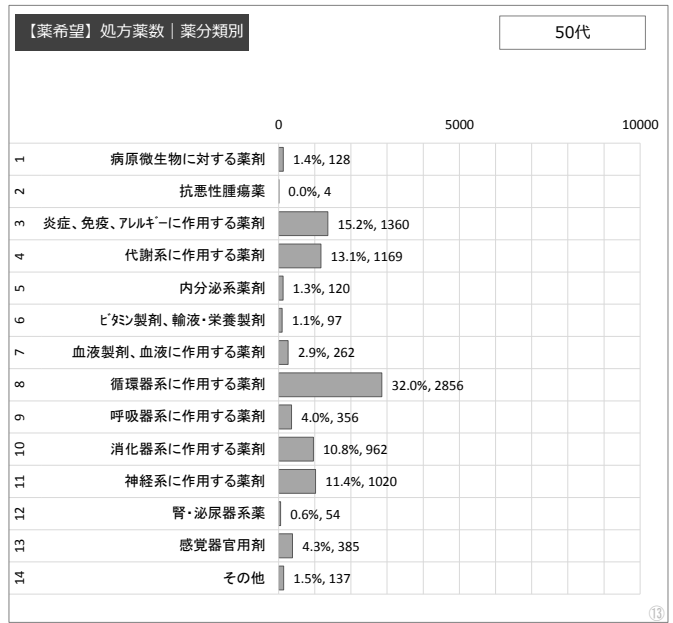 【薬希望】処方薬数｜薬分類別
50代
0 5000 10000
1 病原微生物に対する薬剤 1.4%, 128
2 抗悪性腫瘍薬 0.0%, 4
3 炎症、免疫、ｱﾚﾙｷﾞｰに作用する薬剤 15.2%, 1360
4 代謝系に作用する薬剤 13.1%, 1169
5 内分泌系薬剤 1.3%, 120
6 ﾋﾞﾀﾐﾝ製剤、輸液・栄養製剤 1.1%, 97
7 血液製剤、血液に作用する薬剤 2.9%, 262
8 循環器系に作用する薬剤 32.0%, 2856
9 呼吸器系に作用する薬剤 4.0%, 356
10 消化器系に作用する薬剤 10.8%, 962
11 神経系に作用する薬剤 11.4%, 1020
12 腎・泌尿器系薬 0.6%, 54
13 感覚器官用剤 4.3%, 385
14 その他 1.5%, 137
⑬